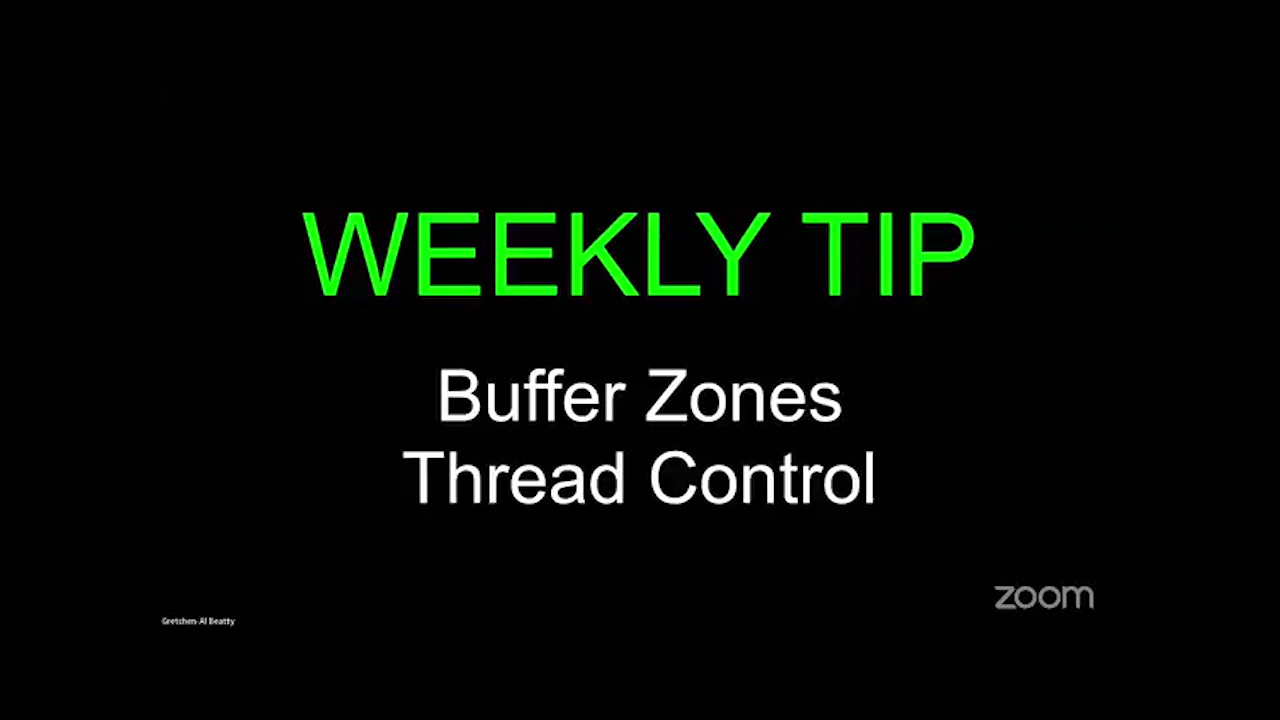 WEEKLY TIP
Buffer Zones
Thread Control
zoom
Gretchen-Al Beatty